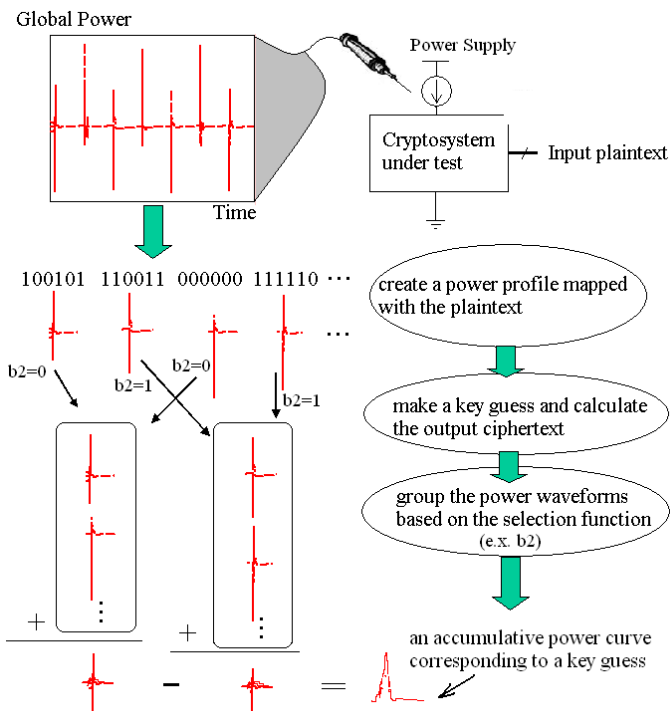 Global Power
Power Supply
Cryptosystem
under test
Input plaintext
Time
100101 110011 000000 111110 ...
create a power profile mapped
with the plaintext
...
b2=0
b2=1
b2=0
b2=1
make a key guess and calculate
the output ciphertext
group the power waveforms
based on the selection function
(e.x. b2)
+
+
an accumulative power curve
corresponding to a key guess
− =